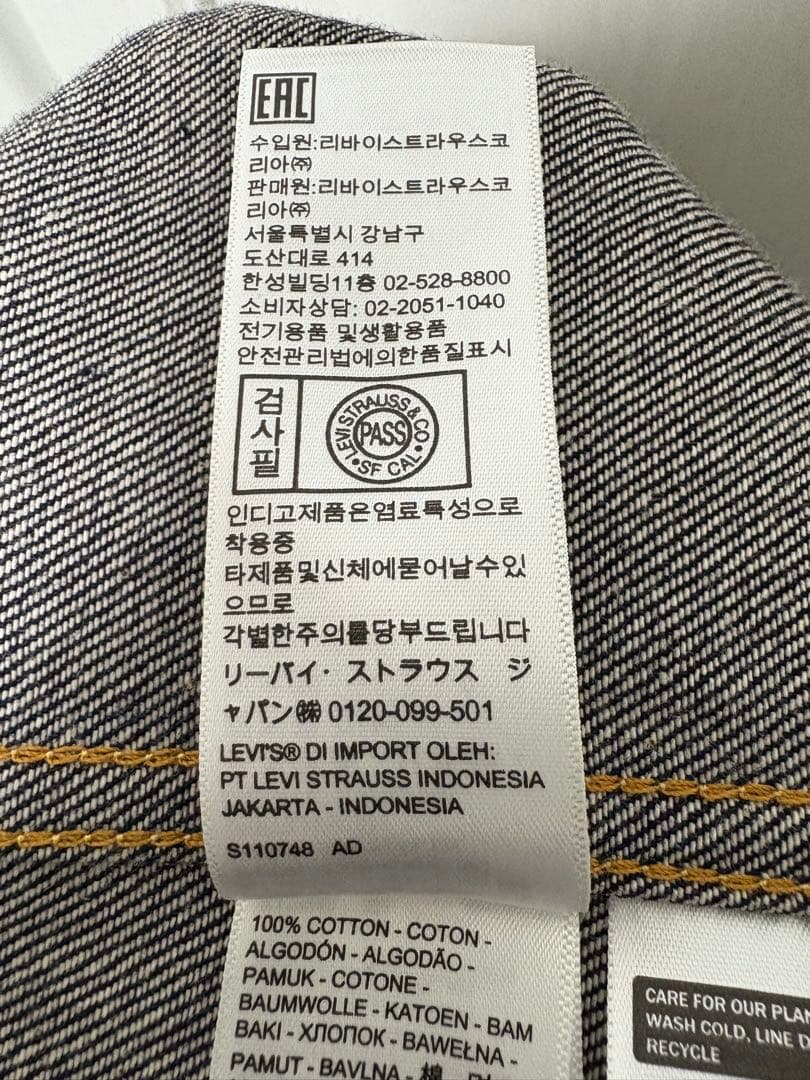 EAC
수입원:리바이스트라우스코
리아㈜
판매원:리바이스트라우스코
리아㈜
서울특별시 강남구
도산대로 414
한성빌딩11층 02-528-8800
소비자상담: 02-2051-1040
전기용품 및생활용품
안전관리법에의한품질표시
검사필
LEVI STRAUSS & CO
PASS
• SF CAL •
인디고제품은염료특성으로
착용중
타제품및신체에묻어날수있
으므로
각별한주의를당부드립니다
リーバイ・ストラウス ジ
ャパン㈱ 0120-099-501
LEVI'S® DI IMPORT OLEH:
PT LEVI STRAUSS INDONESIA
JAKARTA - INDONESIA
S110748 AD
100% COTTON - COTON -
ALGODÓN - ALGODÃO -
PAMUK - COTONE -
BAUMWOLLE - KATOEN - BAM
BAKI - ХЛОПОК - BAWEŁNA -
PAMUT - BAVLNA - 棉
CARE FOR OUR PLAN
WASH COLD, LINE D
RECYCLE